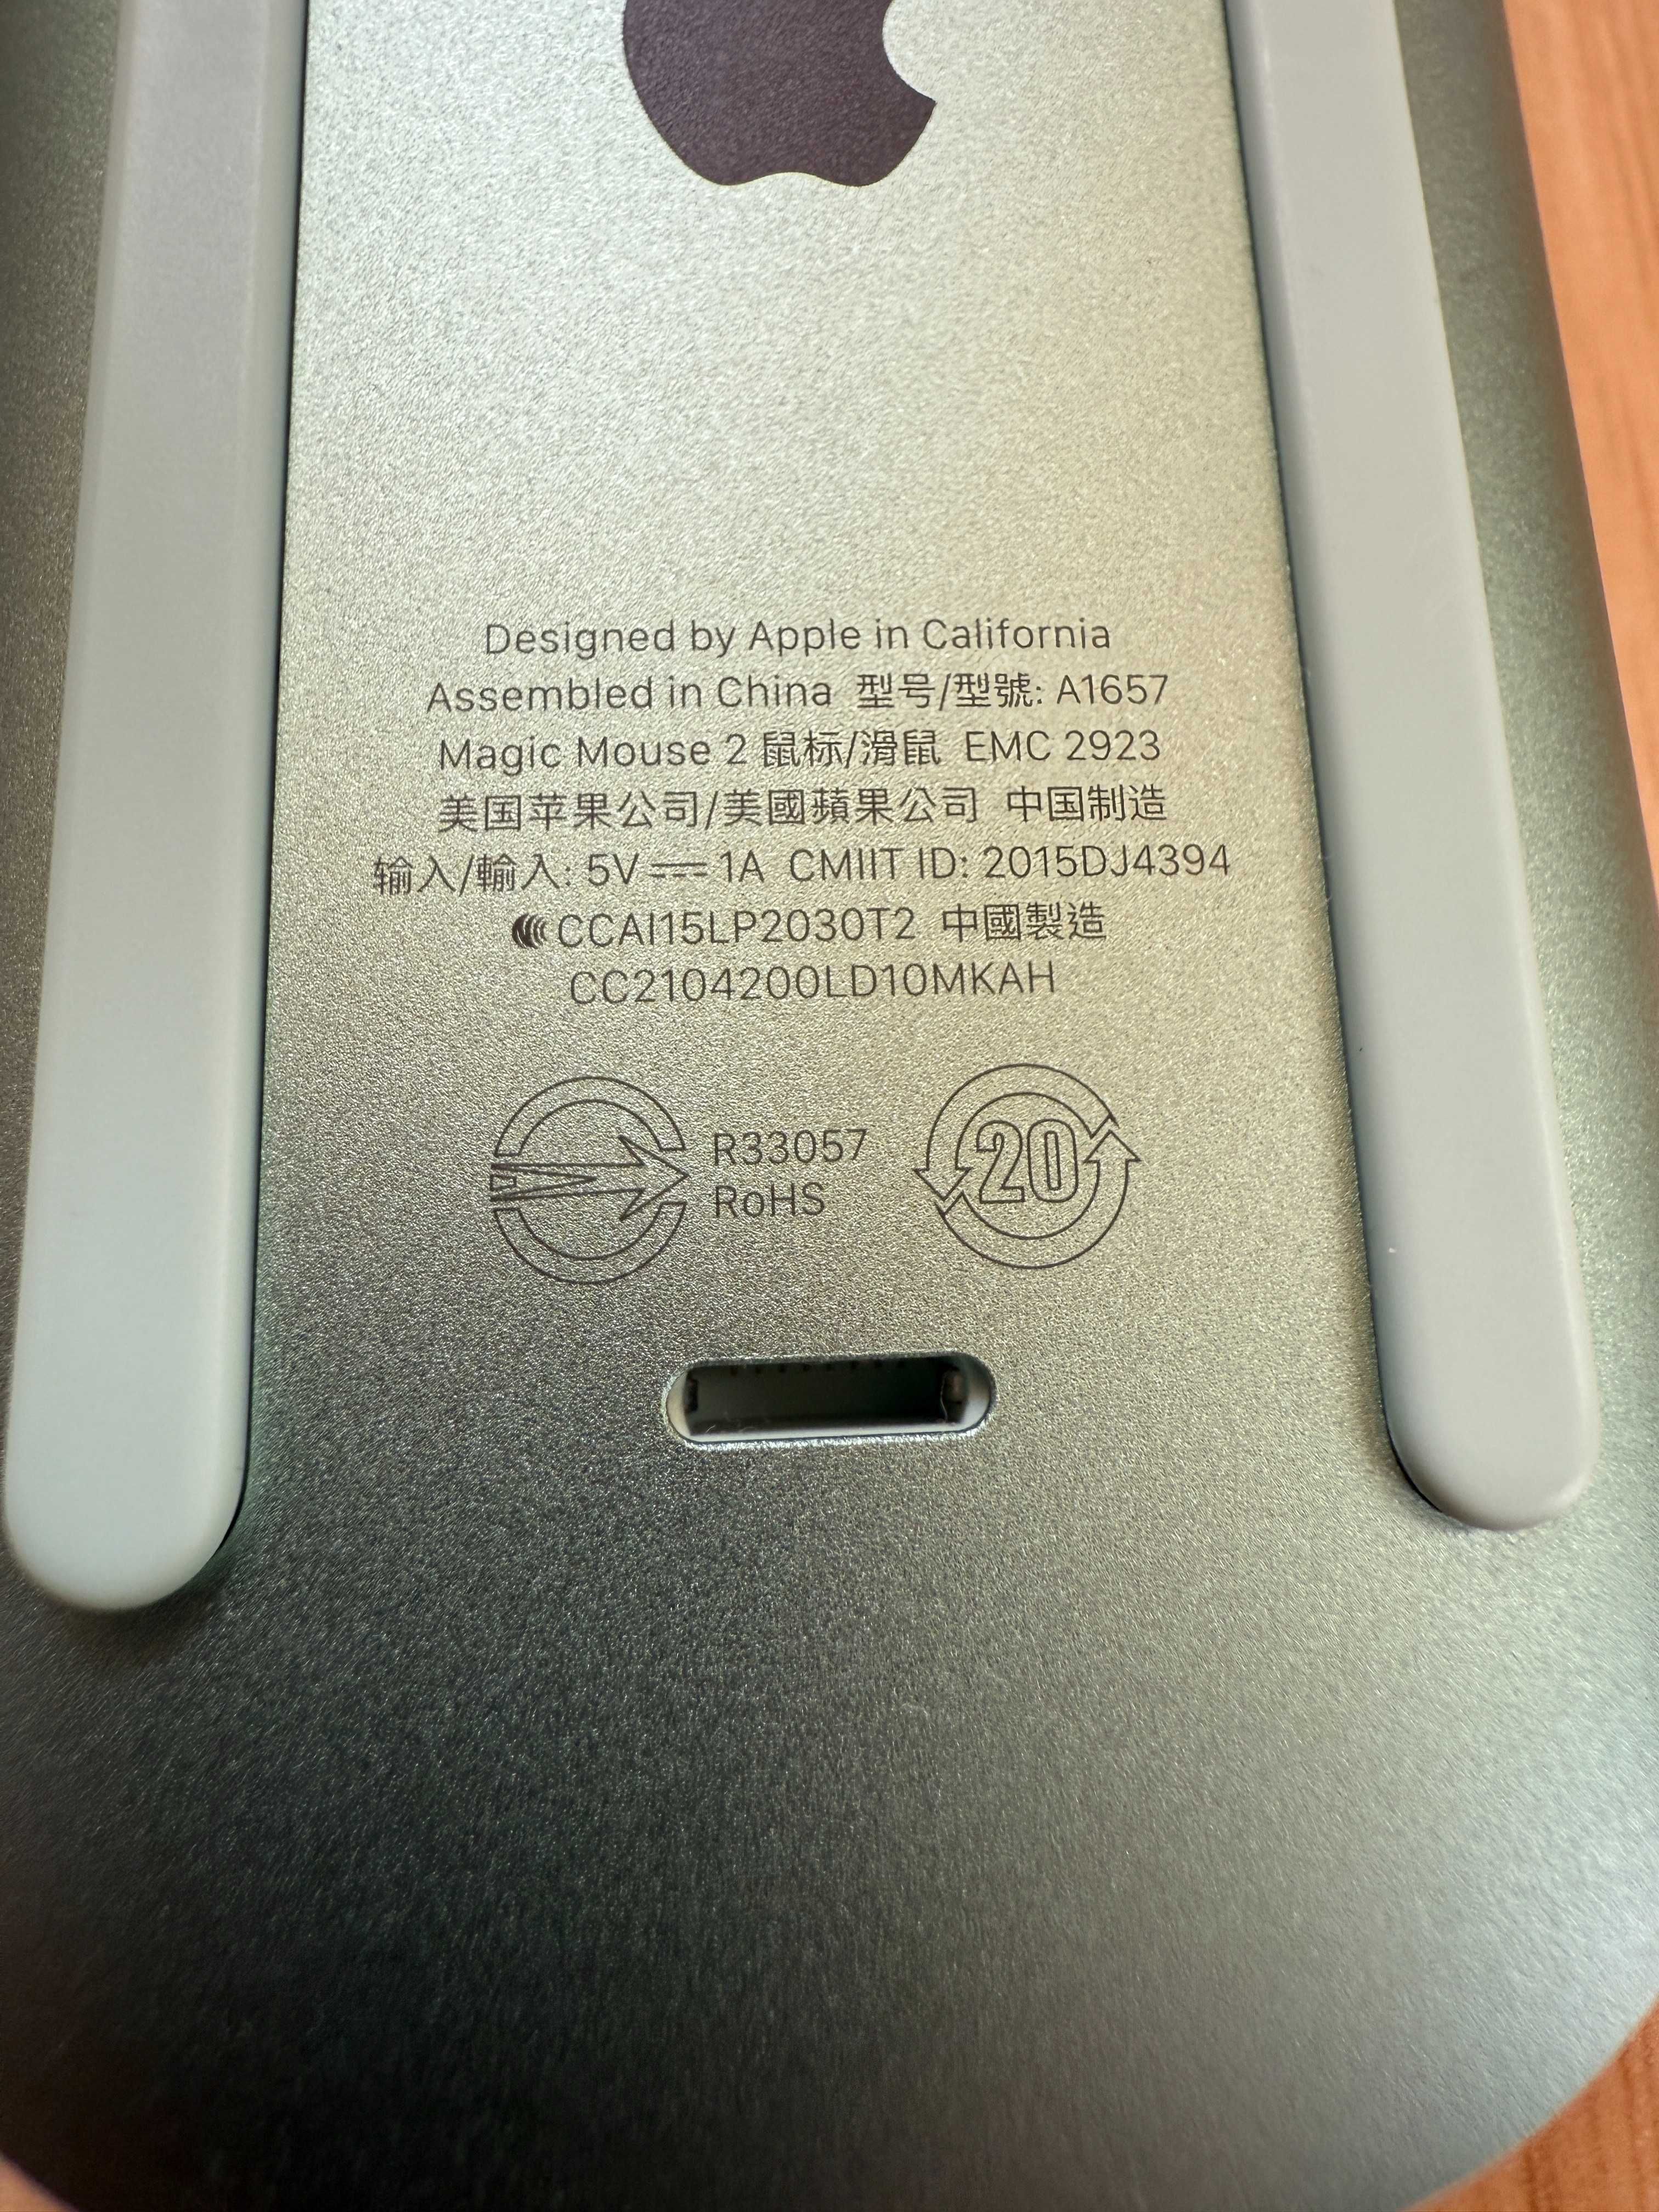 Designed by Apple in California
Assembled in China 型号/型號: A1657
Magic Mouse 2 鼠标/滑鼠 EMC 2923
美国苹果公司/美國蘋果公司 中国制造
输入/輸入: 5V⎓1A CMIIT ID: 2015DJ4394
CCAI15LP2030T2 中國製造
CC2104200LD10MKAH
R33057
RoHS
20